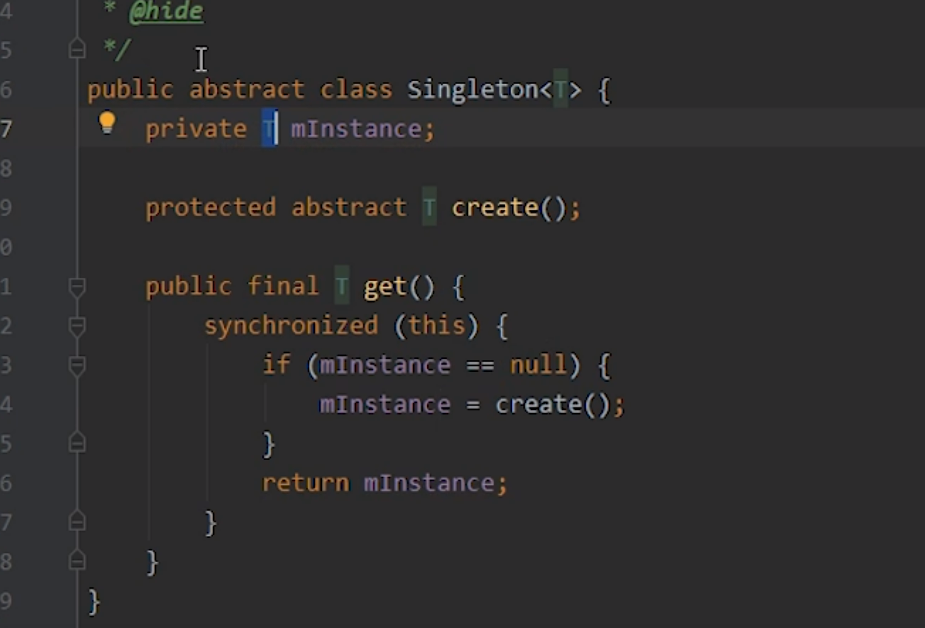 4 * @hide
5 */
6 public abstract class Singleton<T> {
7 private T mInstance;
8
9 protected abstract T create();
0
1 public final T get() {
2 synchronized (this) {
3 if (mInstance == null) {
4 mInstance = create();
5 }
6 return mInstance;
7 }
8 }
9 }